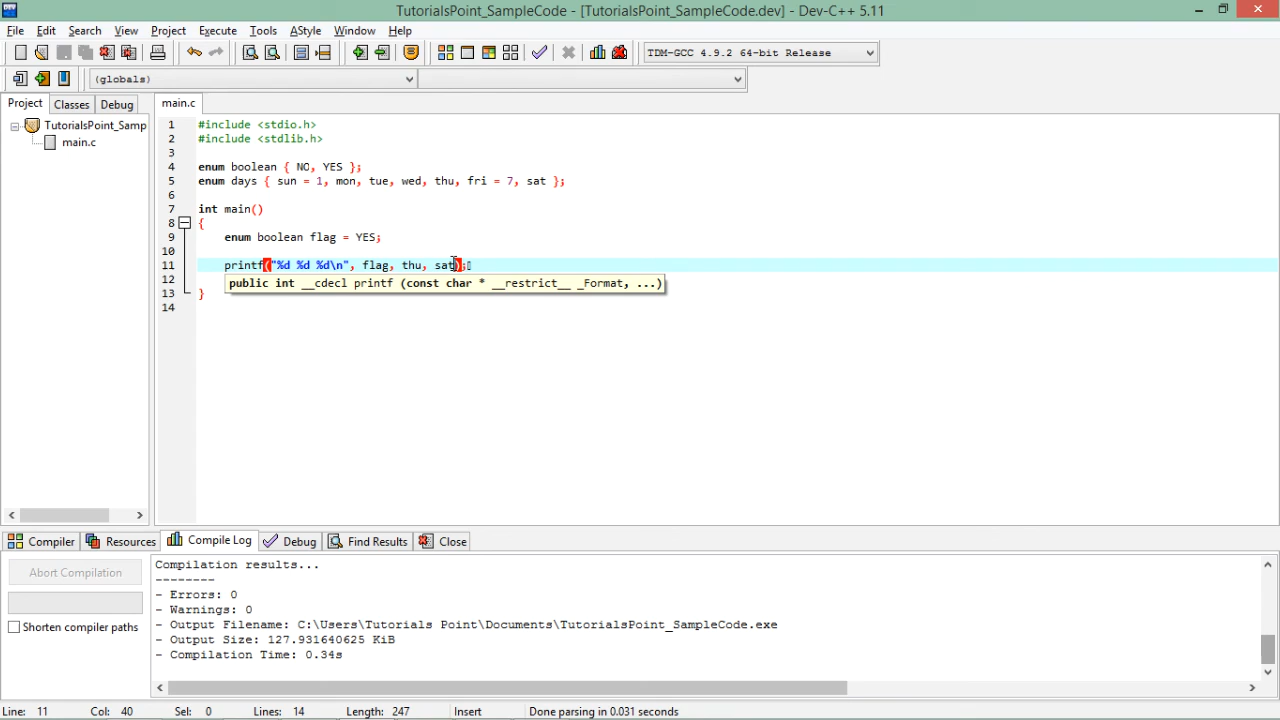 TutorialsPoint_SampleCode - [TutorialsPoint_SampleCode.dev] - Dev-C++ 5.11
File Edit Search View Project Execute Tools AStyle Window Help
TDM-GCC 4.9.2 64-bit Release
(globals)
Project Classes Debug
main.c
TutorialsPoint_Samp
main.c
1 #include <stdio.h>
2 #include <stdlib.h>
3
4 enum boolean { NO, YES };
5 enum days { sun = 1, mon, tue, wed, thu, fri = 7, sat };
6
7 int main()
8 {
9 enum boolean flag = YES;
10
11 printf("%d %d %d\n", flag, thu, sat);
12 public int __cdecl printf (const char * __restrict__ _Format, ...)
13 }
14
Compiler Resources Compile Log Debug Find Results Close
Abort Compilation
Shorten compiler paths
Compilation results...
--------
- Errors: 0
- Warnings: 0
- Output Filename: C:\Users\Tutorials Point\Documents\TutorialsPoint_SampleCode.exe
- Output Size: 127.931640625 KiB
- Compilation Time: 0.34s
Line: 11 Col: 40 Sel: 0 Lines: 14 Length: 247 Insert Done parsing in 0.031 seconds